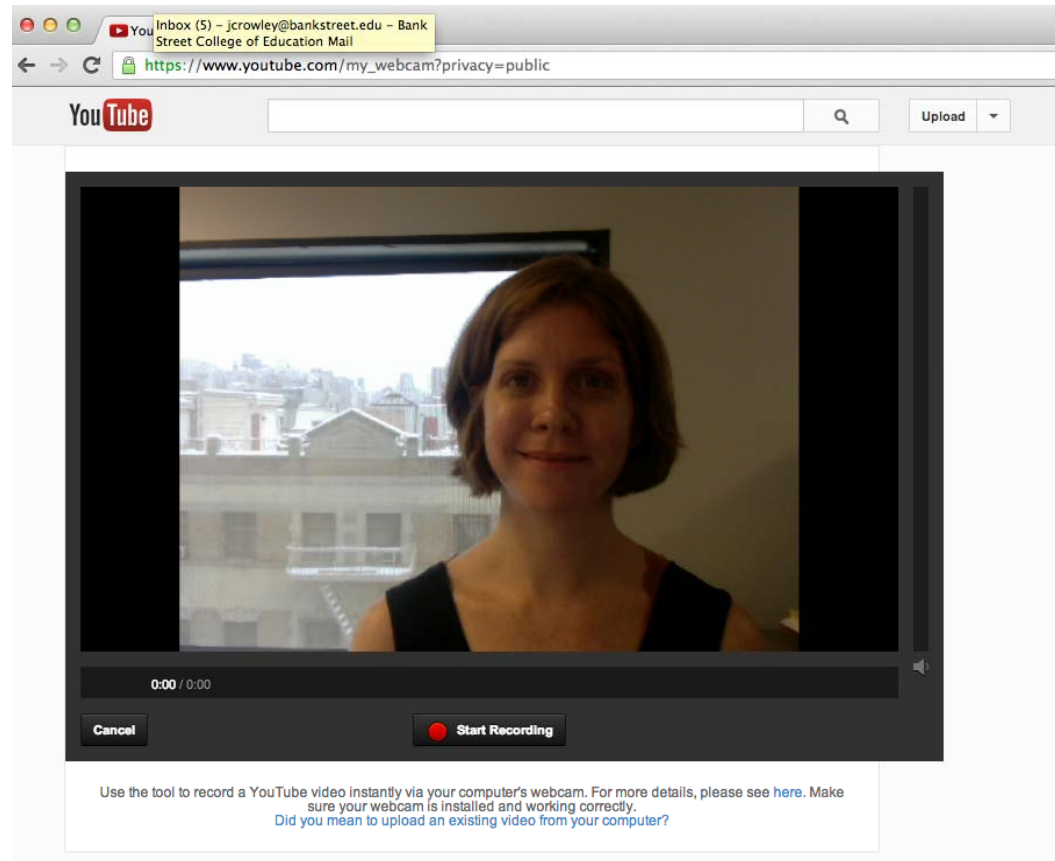 You
Inbox (5) – jcrowley@bankstreet.edu – Bank
Street College of Education Mail
https://www.youtube.com/my_webcam?privacy=public
YouTube
Upload
0:00 / 0:00
Cancel
Start Recording
Use the tool to record a YouTube video instantly via your computer's webcam. For more details, please see here. Make
sure your webcam is installed and working correctly.
Did you mean to upload an existing video from your computer?